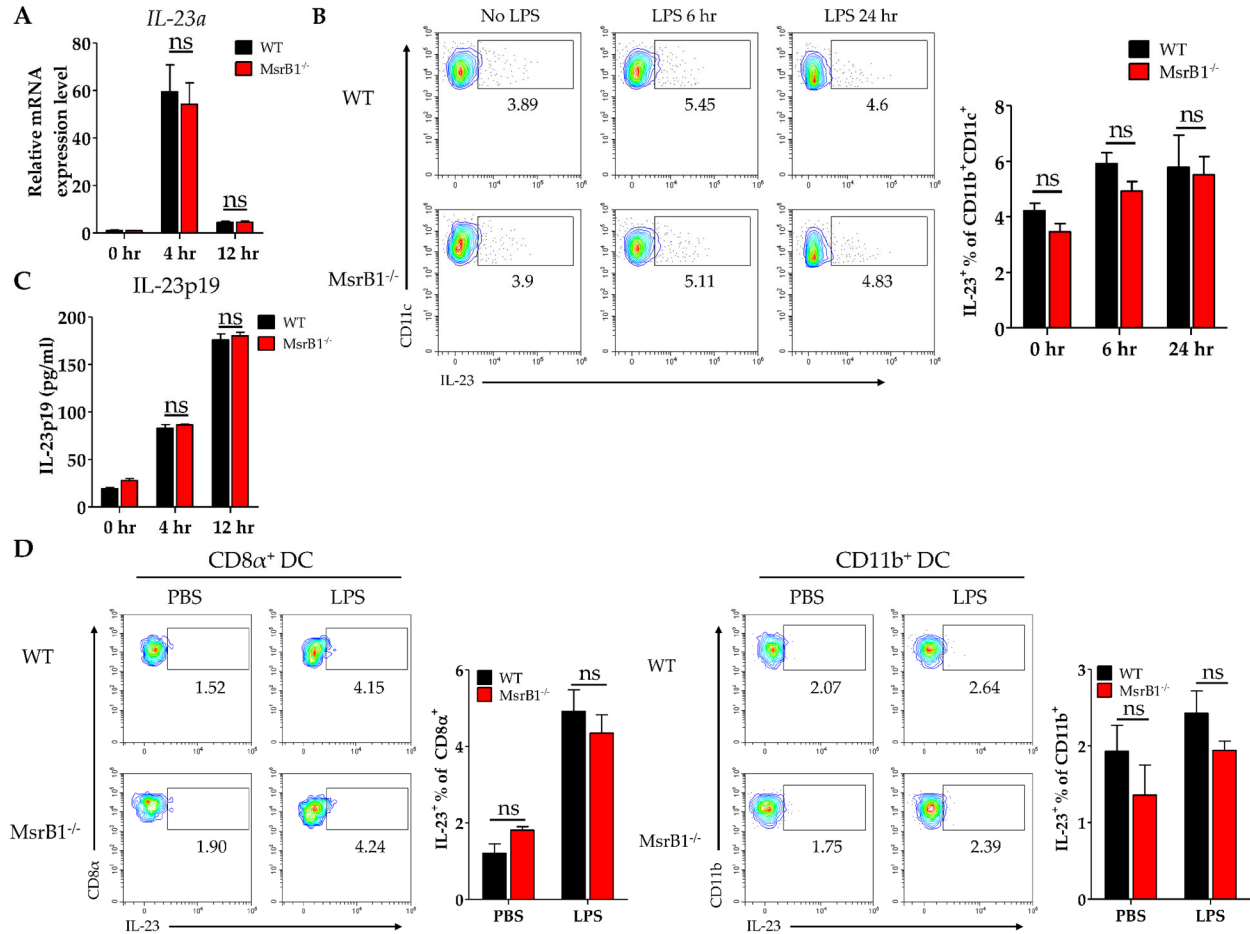 A
IL-23a
Relative mRNA
expression level
80
60
40
20
0
ns
ns
0 hr
4 hr
12 hr
WT
MsrB1-/-
B
No LPS
LPS 6 hr
LPS 24 hr
WT
3.89
5.45
4.6
MsrB1-/-
3.9
5.11
4.83
CD11c
IL-23
WT
MsrB1-/-
IL-23+ % of CD11b+CD11c+
8
6
4
2
0
ns
ns
ns
0 hr
6 hr
24 hr
C
IL-23p19
IL-23p19 (pg/ml)
200
150
100
50
0
ns
ns
WT
MsrB1-/-
0 hr
4 hr
12 hr
D
CD8α+ DC
PBS
LPS
WT
1.52
4.15
MsrB1-/-
1.90
4.24
CD8α
IL-23
WT
MsrB1-/-
IL-23+ % of CD8α+
6
4
2
0
ns
ns
PBS
LPS
CD11b+ DC
PBS
LPS
WT
2.07
2.64
MsrB1-/-
1.75
2.39
CD11b
IL-23
WT
MsrB1-/-
IL-23+ % of CD11b+
3
2
1
0
ns
ns
PBS
LPS